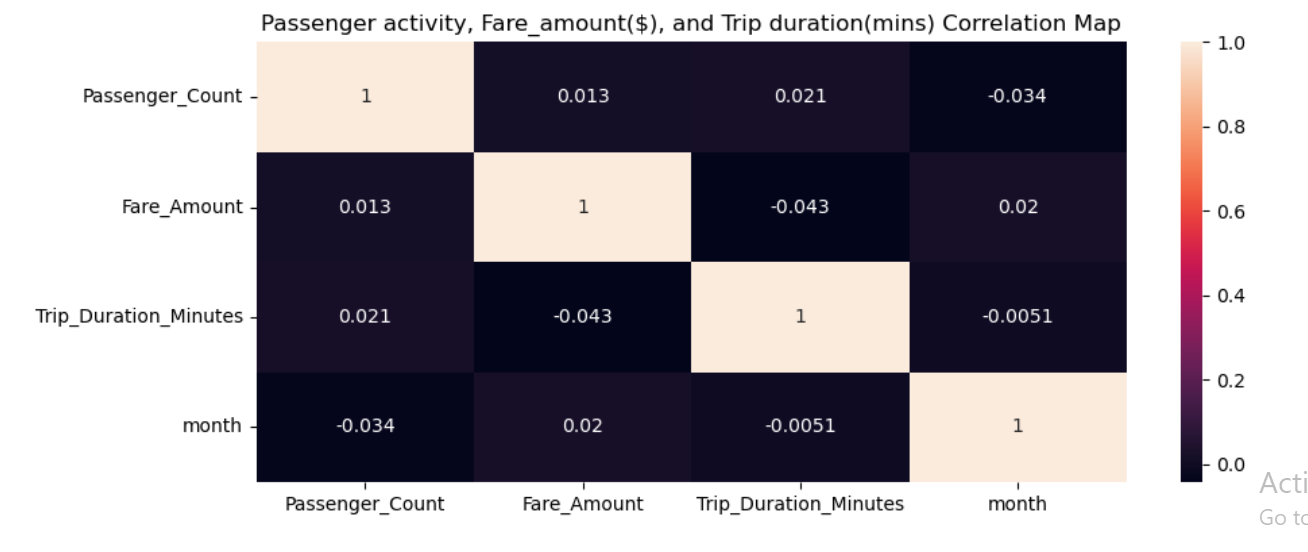 Passenger activity, Fare_amount($), and Trip duration(mins) Correlation Map
Passenger_Count 1 0.013 0.021 -0.034
Fare_Amount 0.013 1 -0.043 0.02
Trip_Duration_Minutes 0.021 -0.043 1 -0.0051
month -0.034 0.02 -0.0051 1
Passenger_Count Fare_Amount Trip_Duration_Minutes month
1.0
0.8
0.6
0.4
0.2
0.0
Acti
Go to